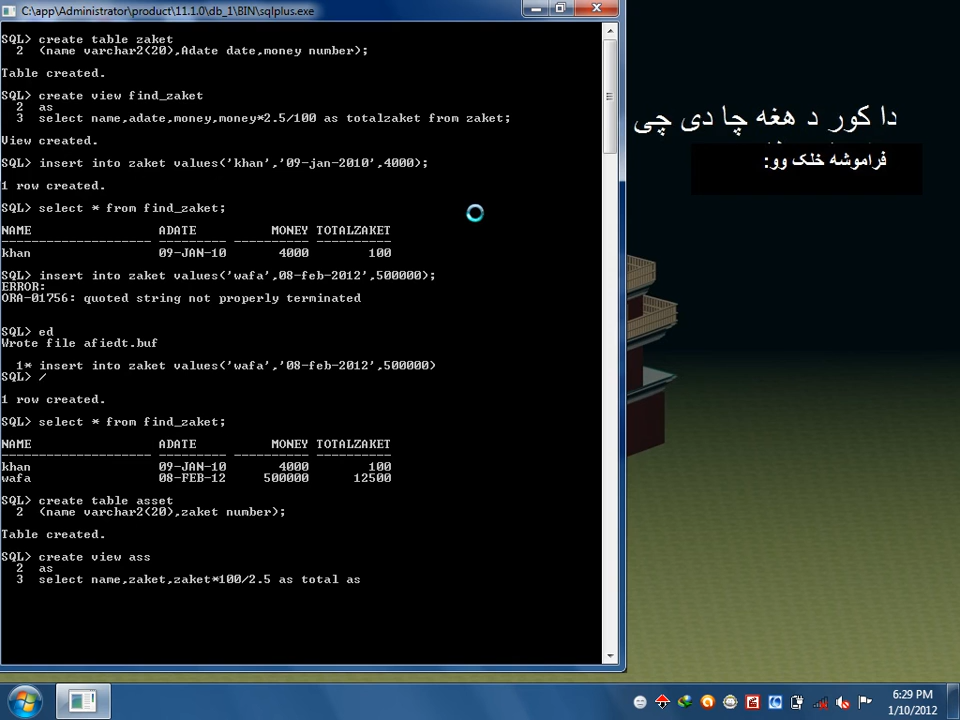 C:\app\Administrator\product\11.1.0\db_1\BIN\sqlplus.exe
SQL> create table zaket
2 (name varchar2(20),Adate date,money number);
Table created.
SQL> create view find_zaket
2 as
3 select name,adate,money,money*2.5/100 as totalzaket from zaket;
View created.
SQL> insert into zaket values('khan','09-jan-2010',4000);
1 row created.
SQL> select * from find_zaket;
NAME ADATE MONEY TOTALZAKET
-------------------- --------- ---------- ----------
khan 09-JAN-10 4000 100
SQL> insert into zaket values('wafa',08-feb-2012',500000);
ERROR:
ORA-01756: quoted string not properly terminated
SQL> ed
Wrote file afiedt.buf
1* insert into zaket values('wafa','08-feb-2012',500000)
SQL> /
1 row created.
SQL> select * from find_zaket;
NAME ADATE MONEY TOTALZAKET
-------------------- --------- ---------- ----------
khan 09-JAN-10 4000 100
wafa 08-FEB-12 500000 12500
SQL> create table asset
2 (name varchar2(20),zaket number);
Table created.
SQL> create view ass
2 as
3 select name,zaket,zaket*100/2.5 as total as
دا کور د هغه چا دی چی
فراموشه خلک وو:
6:29 PM
1/10/2012